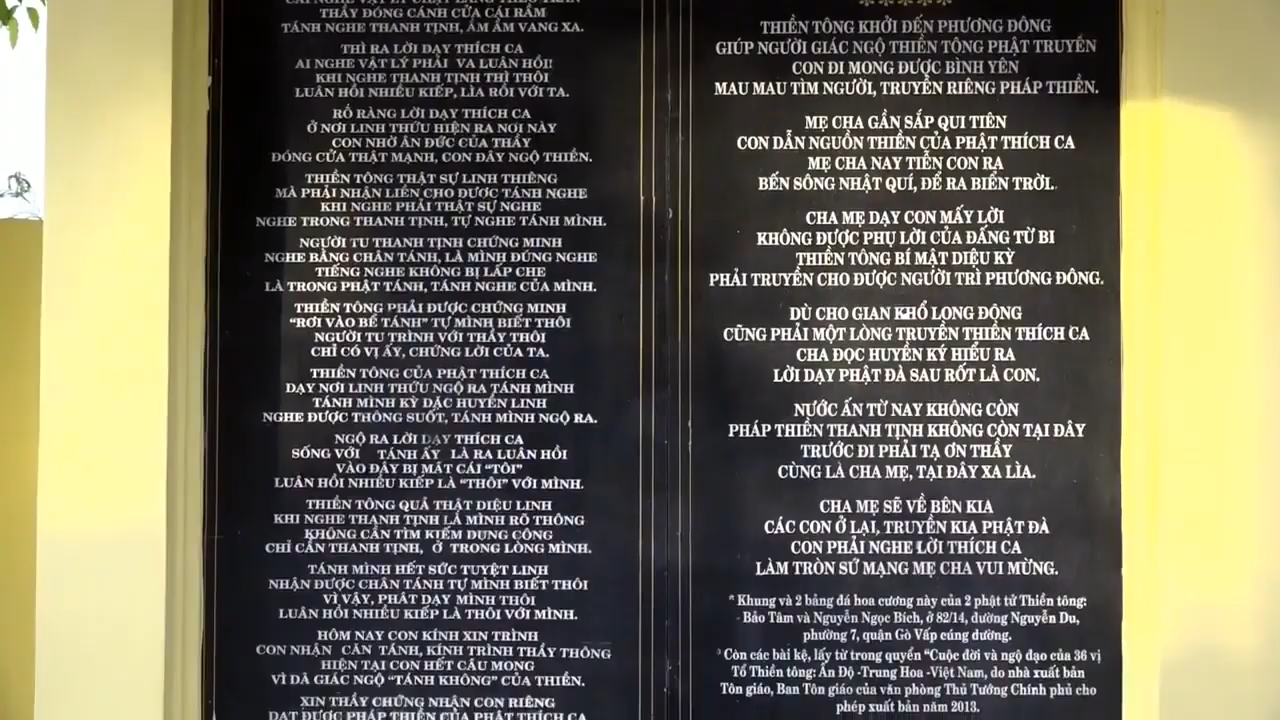 THẦY ĐÓNG CÁNH CỬA CÁI RẦM
TÁNH NGHE THANH TỊNH, ẦM ẦM VANG XA.
THÌ RA LỜI DẠY THÍCH CA
AI NGHE VẬT LÝ PHẢI VA LUÂN HỒI!
KHI NGHE THANH TỊNH THÌ THÔI
LUÂN HỒI NHIỀU KIẾP, LÌA RỒI VỚI TA.
RÕ RÀNG LỜI DẠY THÍCH CA
Ở NƠI LINH THỨU HIỆN RA NƠI NÀY
CON NHỜ ÂN ĐỨC CỦA THẦY
ĐÓNG CỬA THẬT MẠNH, CON ĐÂY NGỘ THIỀN.
THIỀN TÔNG THẬT SỰ LINH THIÊNG
MÀ PHẢI NHẬN LIỀN CHO ĐƯỢC TÁNH NGHE
KHI NGHE PHẢI THẬT SỰ NGHE
NGHE TRONG THANH TỊNH, TỰ NGHE TÁNH MÌNH.
NGƯỜI TU THANH TỊNH CHỨNG MINH
NGHE BẰNG CHÂN TÁNH, LÀ MÌNH ĐÚNG NGHE
TIẾNG NGHE KHÔNG BỊ LẤP CHE
LÀ TRONG PHẬT TÁNH, TÁNH NGHE CỦA MÌNH.
THIỀN TÔNG PHẢI ĐƯỢC CHỨNG MINH
“RƠI VÀO BỂ TÁNH” TỰ MÌNH BIẾT THÔI
NGƯỜI TU TRÌNH VỚI THẦY THÔI
CHỈ CÓ VỊ ẤY, CHỨNG LỜI CỦA TA.
THIỀN TÔNG CỦA PHẬT THÍCH CA
DẠY NƠI LINH THỨU NGỘ RA TÁNH MÌNH
TÁNH MÌNH KỲ ĐẶC HUYỀN LINH
NGHE ĐƯỢC THÔNG SUỐT, TÁNH MÌNH NGỘ RA.
NGỘ RA LỜI DẠY THÍCH CA
SỐNG VỚI TÁNH ẤY LÀ RA LUÂN HỒI
VÀO ĐÂY BỊ MẤT CÁI “TÔI”
LUÂN HỒI NHIỀU KIẾP LÀ “THÔI” VỚI MÌNH.
THIỀN TÔNG QUẢ THẬT DIỆU LINH
KHI NGHE THANH TỊNH LÀ MÌNH RÕ THÔNG
KHÔNG CẦN TÌM KIẾM DỤNG CÔNG
CHỈ CẦN THANH TỊNH, Ở TRONG LÒNG MÌNH.
TÁNH MÌNH HẾT SỨC TUYỆT LINH
NHẬN ĐƯỢC CHÂN TÁNH TỰ MÌNH BIẾT THÔI
VÌ VẬY, PHẬT DẠY MÌNH THÔI
LUÂN HỒI NHIỀU KIẾP LÀ THÔI VỚI MÌNH.
HÔM NAY CON KÍNH XIN TRÌNH
CON NHẬN CĂN TÁNH, KÍNH TRÌNH THẦY THÔNG
HIỆN TẠI CON HẾT CẦU MONG
VÌ ĐÃ GIÁC NGỘ “TÁNH KHÔNG” CỦA THIỀN.
XIN THẦY CHỨNG NHẬN CON RIÊNG
ĐẠT ĐƯỢC PHÁP THIỀN CỦA PHẬT THÍCH CA
THIỀN TÔNG KHỞI ĐẾN PHƯƠNG ĐÔNG
GIÚP NGƯỜI GIÁC NGỘ THIỀN TÔNG PHẬT TRUYỀN
CON ĐI MONG ĐƯỢC BÌNH YÊN
MAU MAU TÌM NGƯỜI, TRUYỀN RIÊNG PHÁP THIỀN.
MẸ CHA GẦN SẮP QUI TIÊN
CON DẪN NGUỒN THIỀN CỦA PHẬT THÍCH CA
MẸ CHA NAY TIỄN CON RA
BẾN SÔNG NHẬT QUÍ, ĐỂ RA BIỂN TRỜI.
CHA MẸ DẠY CON MẤY LỜI
KHÔNG ĐƯỢC PHỤ LỜI CỦA ĐẤNG TỪ BI
THIỀN TÔNG BÍ MẬT DIỆU KỲ
PHẢI TRUYỀN CHO ĐƯỢC NGƯỜI TRÌ PHƯƠNG ĐÔNG.
DÙ CHO GIAN KHỔ LONG ĐỘNG
CŨNG PHẢI MỘT LÒNG TRUYỀN THIỀN THÍCH CA
CHA ĐỌC HUYỀN KÝ HIỂU RA
LỜI DẠY PHẬT ĐÀ SAU RỐT LÀ CON.
NƯỚC ẤN TỪ NAY KHÔNG CÒN
PHÁP THIỀN THANH TỊNH KHÔNG CÒN TẠI ĐÂY
TRƯỚC ĐI PHẢI TẠ ƠN THẦY
CÙNG LÀ CHA MẸ, TẠI ĐÂY XA LÌA.
CHA MẸ SẼ VỀ BÊN KIA
CÁC CON Ở LẠI, TRUYỀN KIA PHẬT ĐÀ
CON PHẢI NGHE LỜI THÍCH CA
LÀM TRÒN SỨ MẠNG MẸ CHA VUI MỪNG.
* Khung và 2 bảng đá hoa cương này của 2 phật tử Thiền tông:
Bảo Tâm và Nguyễn Ngọc Bích, ở 82/14, đường Nguyễn Du,
phường 7, quận Gò Vấp cúng dường.
* Còn các bài kệ, lấy từ trong quyển “Cuộc đời và ngộ đạo của 36 vị
Tổ Thiền tông: Ấn Độ -Trung Hoa -Việt Nam, do nhà xuất bản
Tôn giáo, Ban Tôn giáo của văn phòng Thủ Tướng Chính phủ cho
phép xuất bản năm 2013.